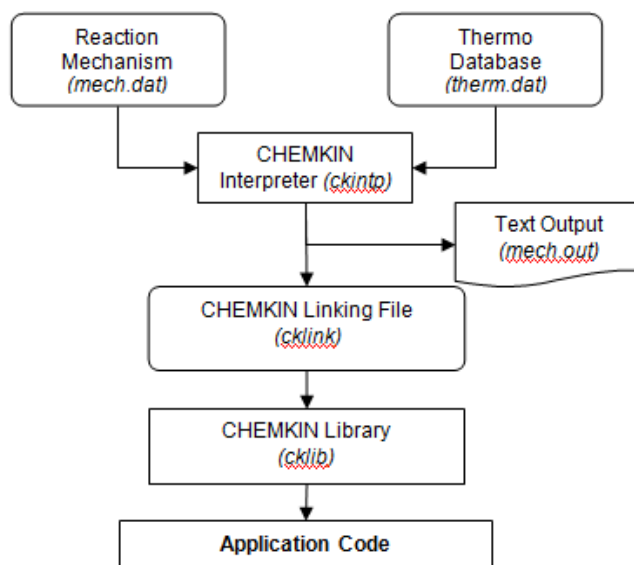 Reaction
Mechanism
(mech.dat)
Thermo
Database
(therm.dat)
CHEMKIN
Interpreter (ckintp)
Text Output
(mech.out)
CHEMKIN Linking File
(cklink)
CHEMKIN Library
(cklib)
Application Code